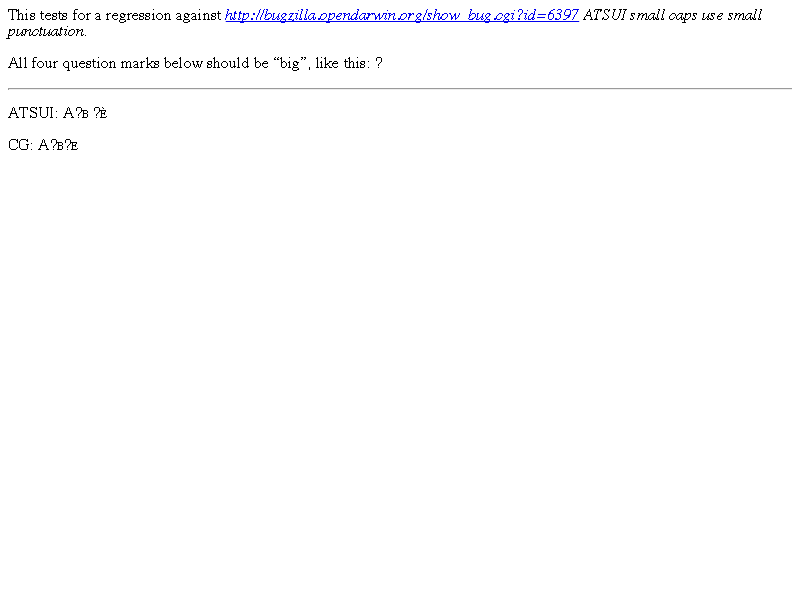 This tests for a regression against http://bugzilla.opendarwin.org/show_bug.cgi?id=6397 ATSUI small caps use small
punctuation.
All four question marks below should be “big”, like this: ?
ATSUI: A?B ?È
CG: A?B?E